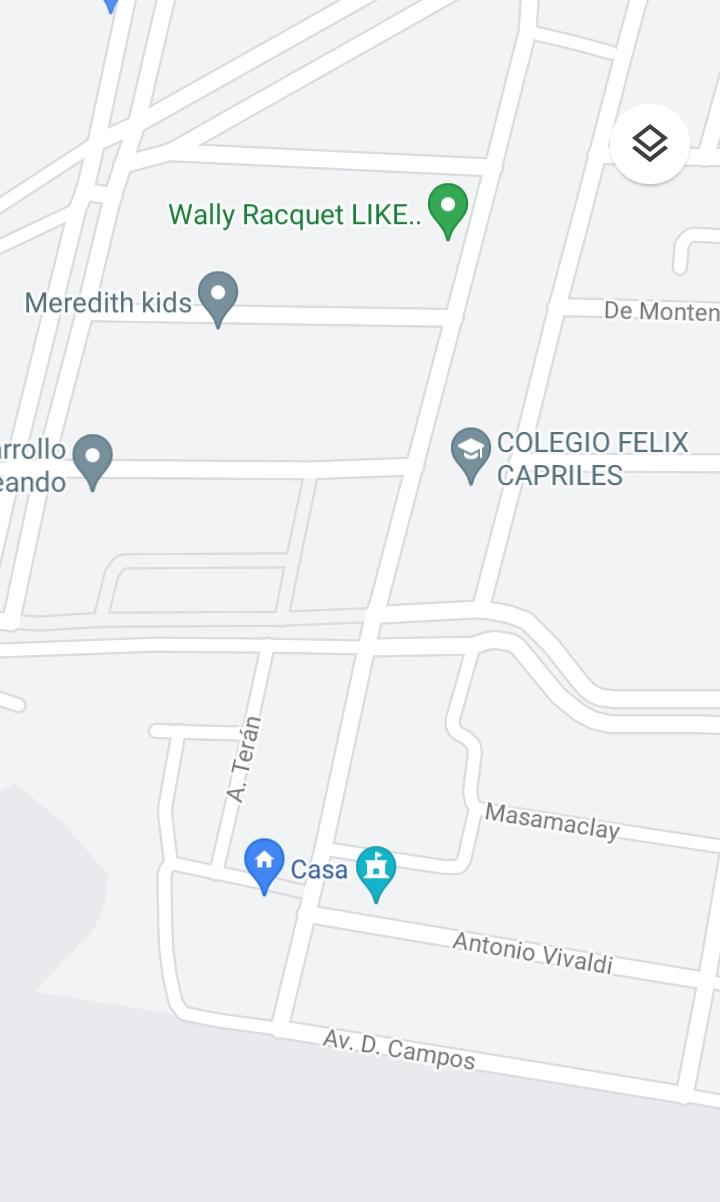 Wally Racquet LIKE..
Meredith kids
De Monten
COLEGIO FELIX
CAPRILES
rrollo
eando
A. Terán
Masamaclay
Casa
Antonio Vivaldi
Av. D. Campos